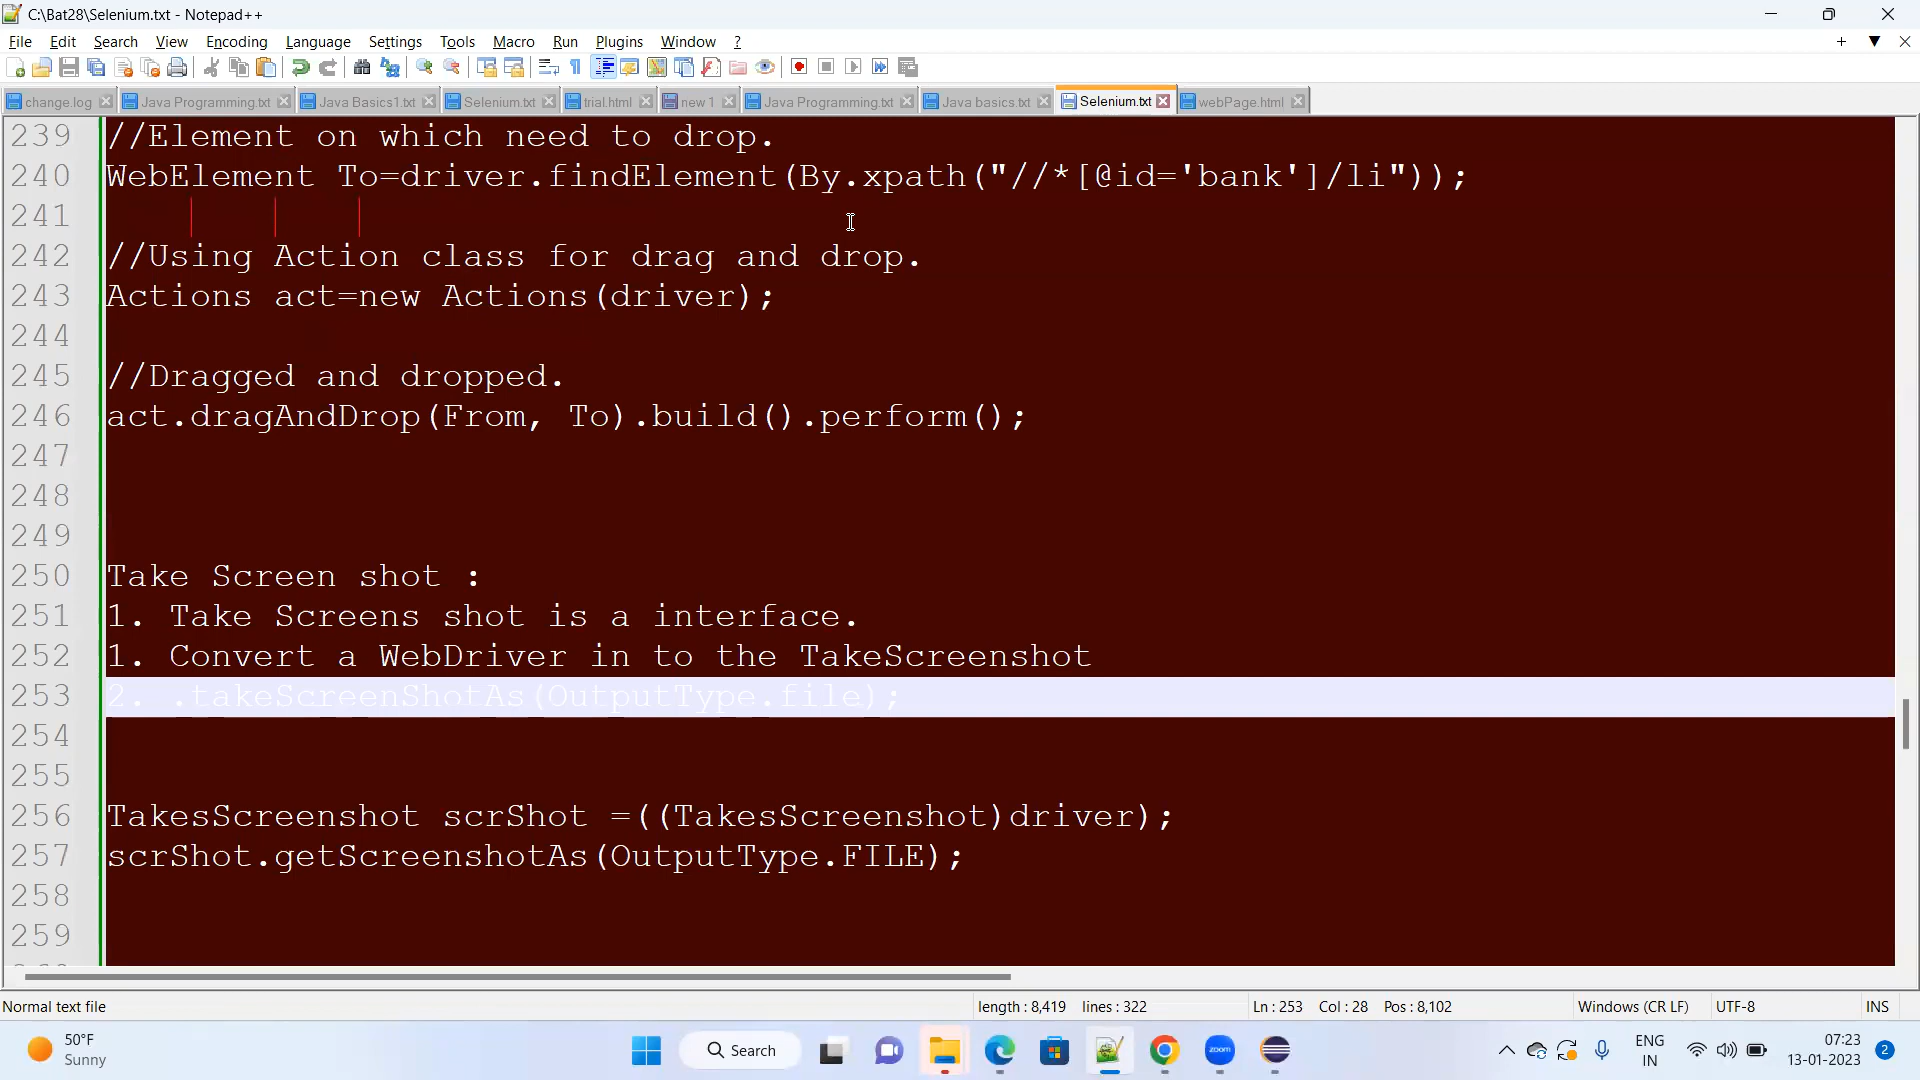 C:\Bat28\Selenium.txt - Notepad++
File Edit Search View Encoding Language Settings Tools Macro Run Plugins Window ?
change.log Java Programming.txt Java Basics1.txt Selenium.txt trial.html new 1 Java Programming.txt Java basics.txt Selenium.txt webPage.html
239 //Element on which need to drop.
240 WebElement To=driver.findElement(By.xpath("//*[@id='bank']/li"));
241
242 //Using Action class for drag and drop.
243 Actions act=new Actions(driver);
244
245 //Dragged and dropped.
246 act.dragAndDrop(From, To).build().perform();
247
248
249
250 Take Screen shot :
251 1. Take Screens shot is a interface.
252 1. Convert a WebDriver in to the TakeScreenshot
253 2. .takeScreenShotAs(OutputType.file);
254
255
256 TakesScreenshot scrShot =((TakesScreenshot)driver);
257 scrShot.getScreenshotAs(OutputType.FILE);
258
259
Normal text file length : 8,419 lines : 322 Ln : 253 Col : 28 Pos : 8,102 Windows (CR LF) UTF-8 INS
50°F
Sunny
Search
zoom
ENG
IN
07:23
13-01-2023
2